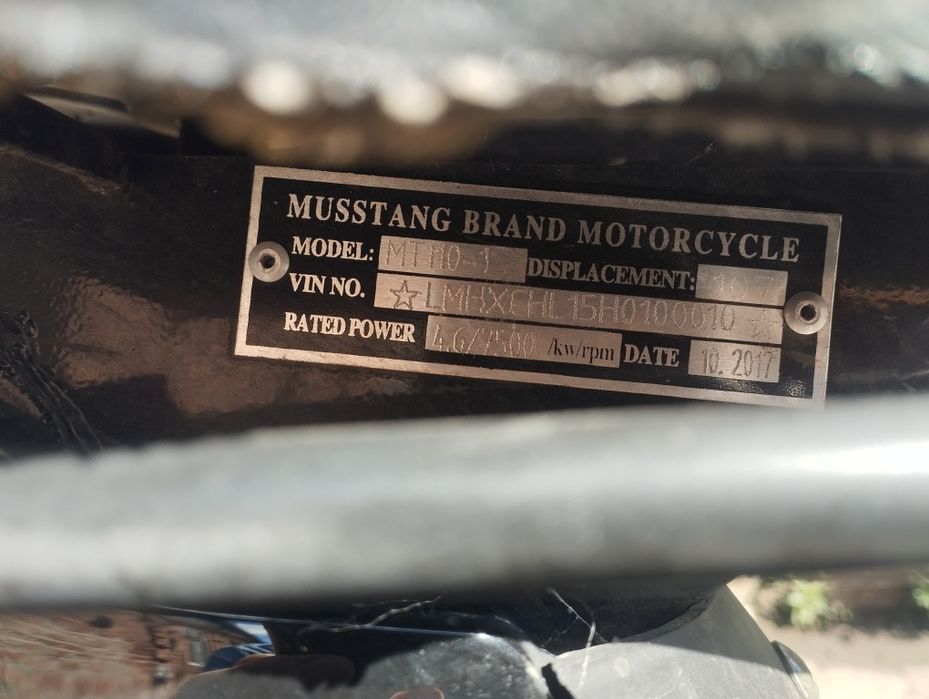 MUSSTANG BRAND MOTORCYCLE
MODEL: DISPLACEMENT:
VIN NO. ☆LMHXCHL15H0100010☆
RATED POWER 4.6/7500 /kw/rpm DATE 10. 2017